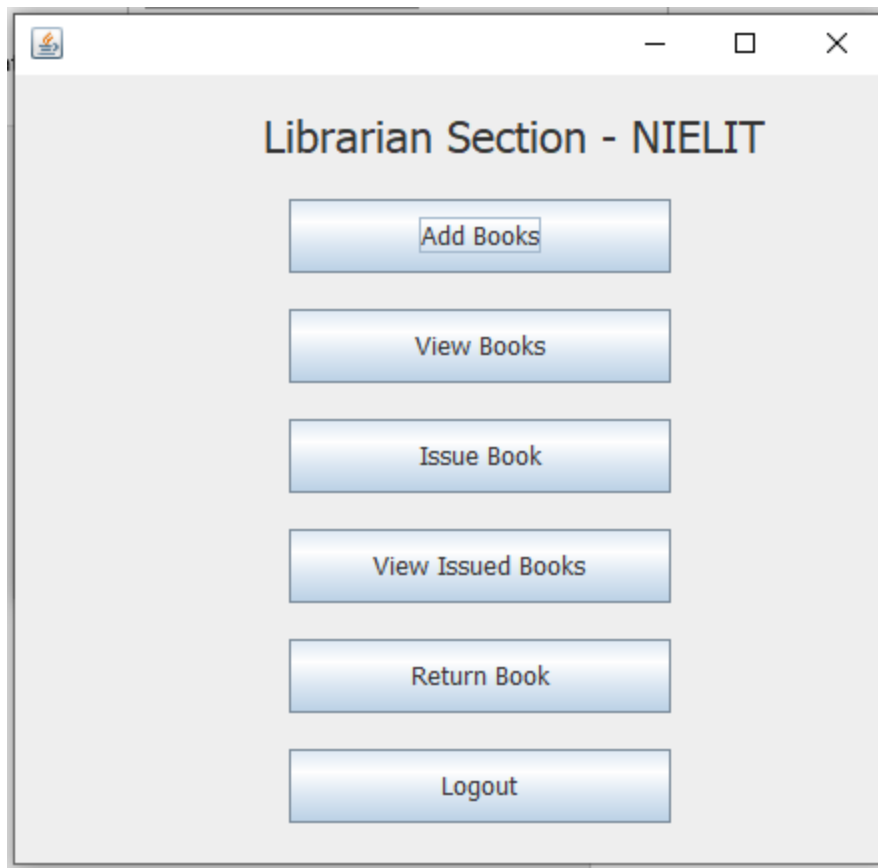 Librarian Section - NIELIT
Add Books
View Books
Issue Book
View Issued Books
Return Book
Logout